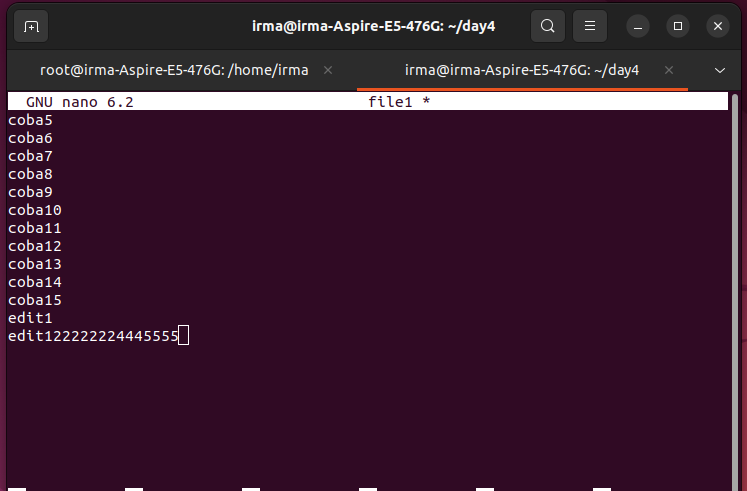 irma@irma-Aspire-E5-476G: ~/day4
root@irma-Aspire-E5-476G: /home/irma
irma@irma-Aspire-E5-476G: ~/day4
GNU nano 6.2 file1 *
coba5
coba6
coba7
coba8
coba9
coba10
coba11
coba12
coba13
coba14
coba15
edit1
edit122222224445555